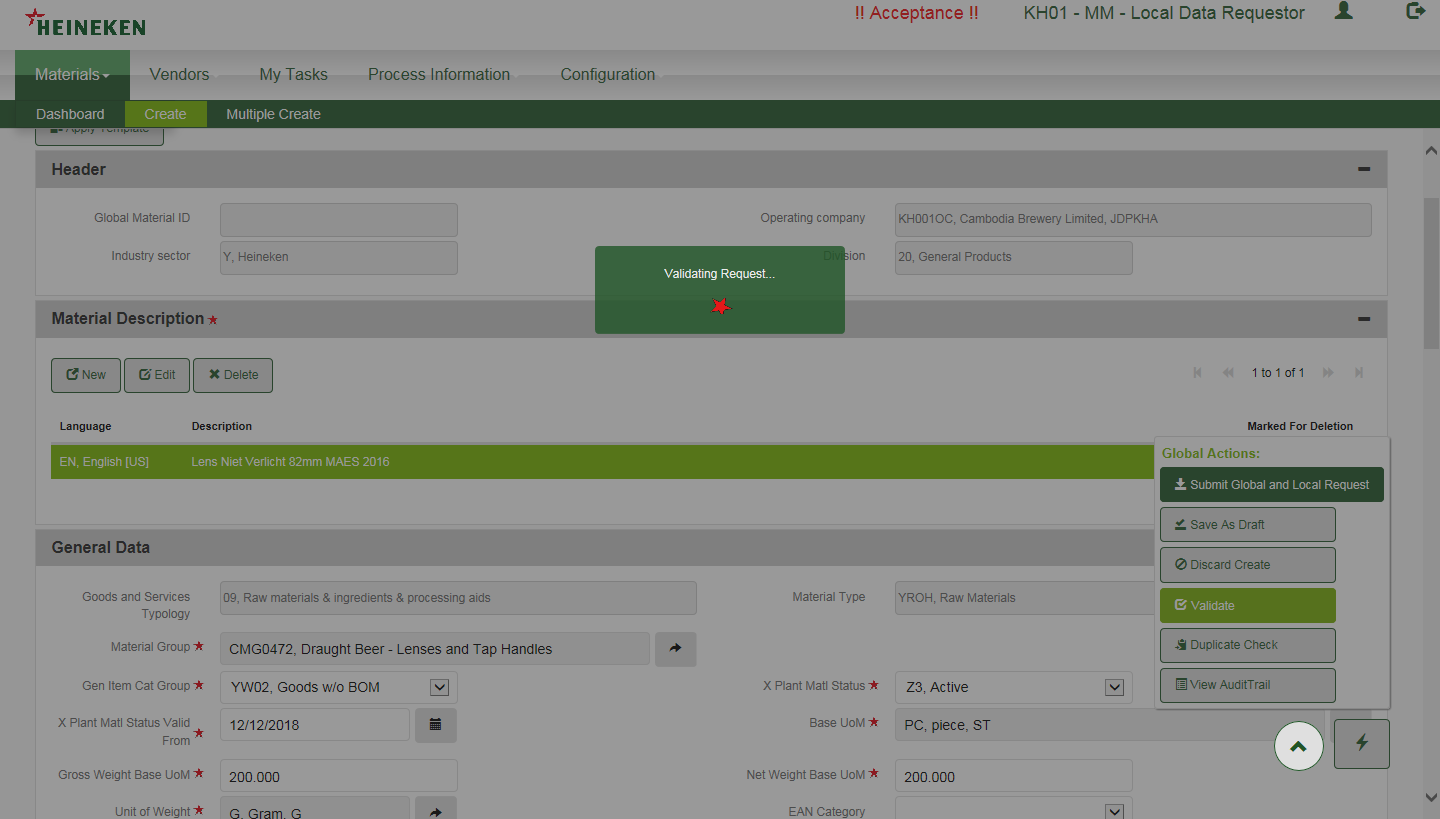 HEINEKEN
!! Acceptance !!
KH01 - MM - Local Data Requestor
Materials
Vendors
My Tasks
Process Information
Configuration
Dashboard
Create
Multiple Create
Apply Template
Header
Global Material ID
Operating company
KH001OC, Cambodia Brewery Limited, JDPKHA
Industry sector
Y, Heineken
Division
20, General Products
Validating Request...
Material Description
New
Edit
Delete
1 to 1 of 1
Language
Description
Marked For Deletion
EN, English [US]
Lens Niet Verlicht 82mm MAES 2016
Global Actions:
Submit Global and Local Request
Save As Draft
Discard Create
Validate
Duplicate Check
View AuditTrail
General Data
Goods and Services
Typology
09, Raw materials & ingredients & processing aids
Material Type
YROH, Raw Materials
Material Group
CMG0472, Draught Beer - Lenses and Tap Handles
Gen Item Cat Group
YW02, Goods w/o BOM
X Plant Matl Status
Z3, Active
X Plant Matl Status Valid
From
12/12/2018
Base UoM
PC, piece, ST
Gross Weight Base UoM
200.000
Net Weight Base UoM
200.000
Unit of Weight
G, Gram, G
EAN Category